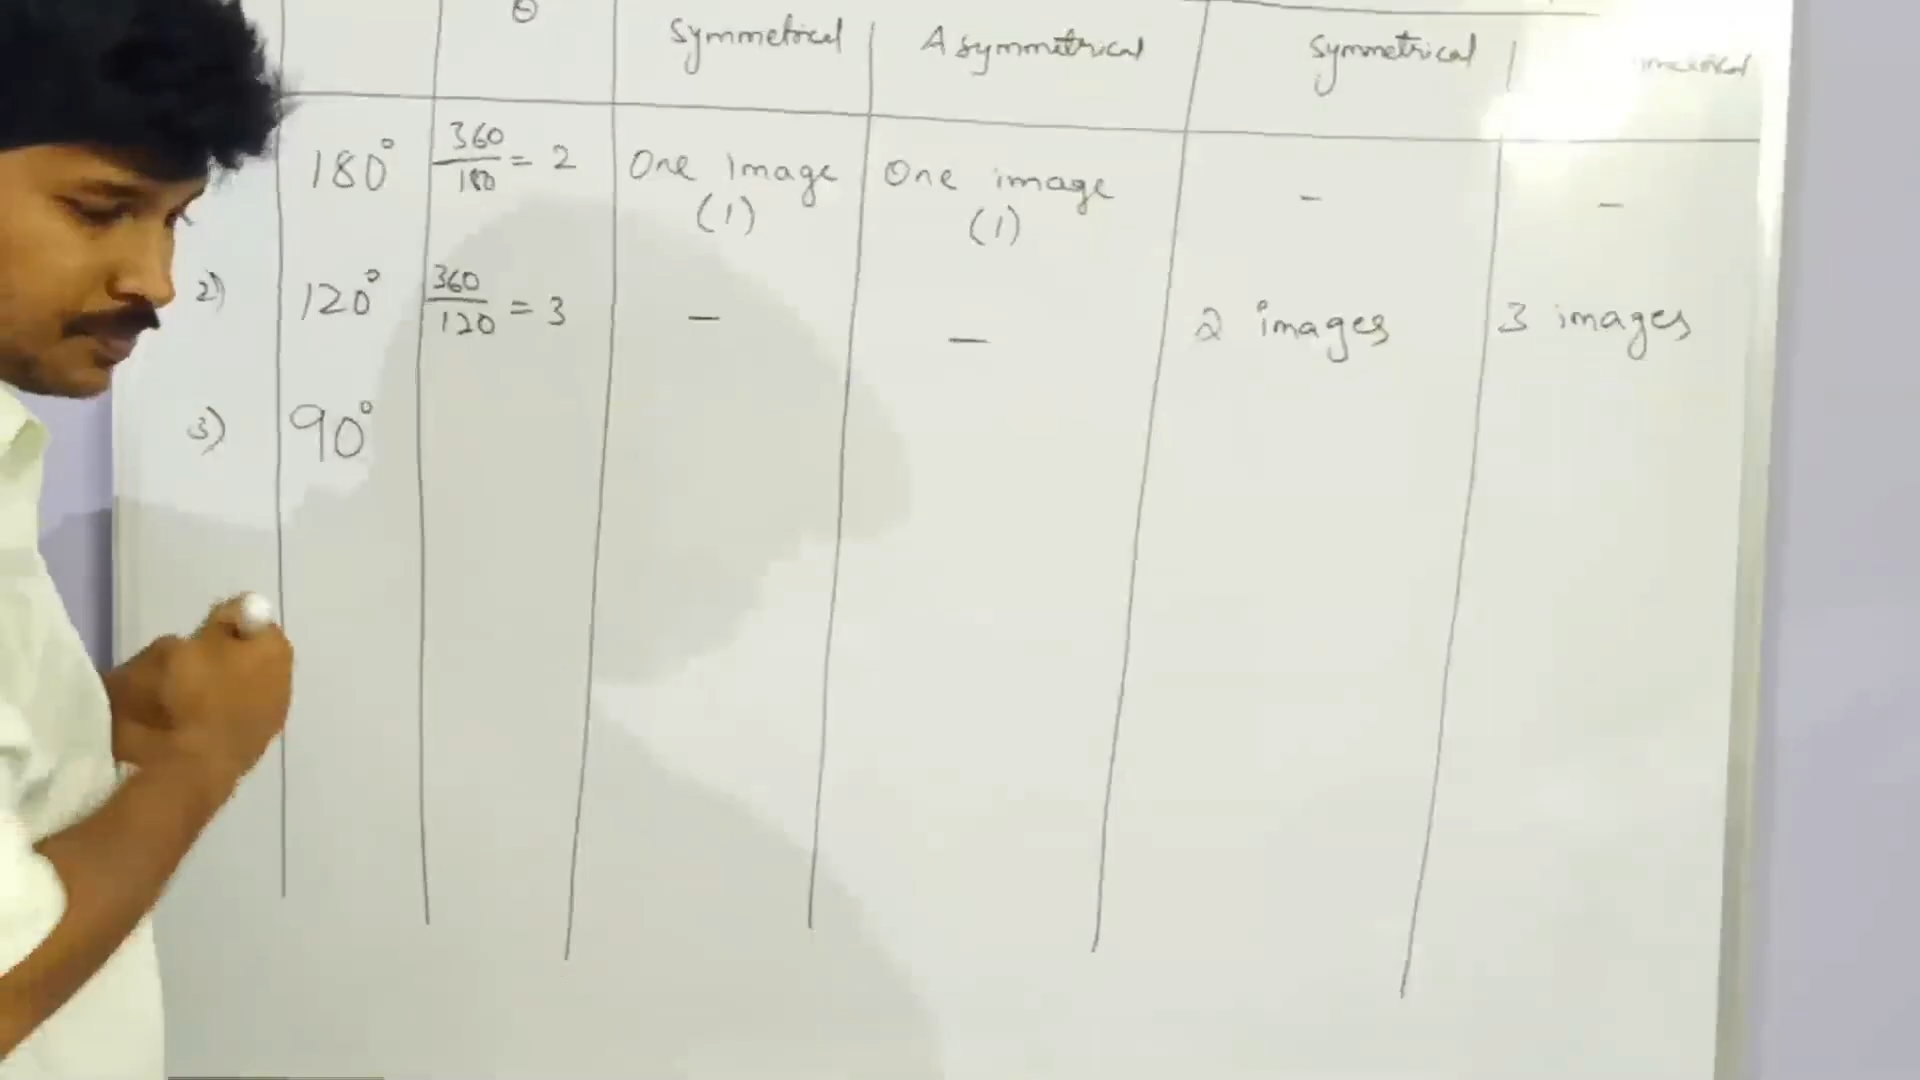 θ
Symmetrical Asymmetrical Symmetrical
180° 360/180 = 2 One image (1) One image (1) - -
2) 120° 360/120 = 3 - - 2 images 3 images
3) 90°